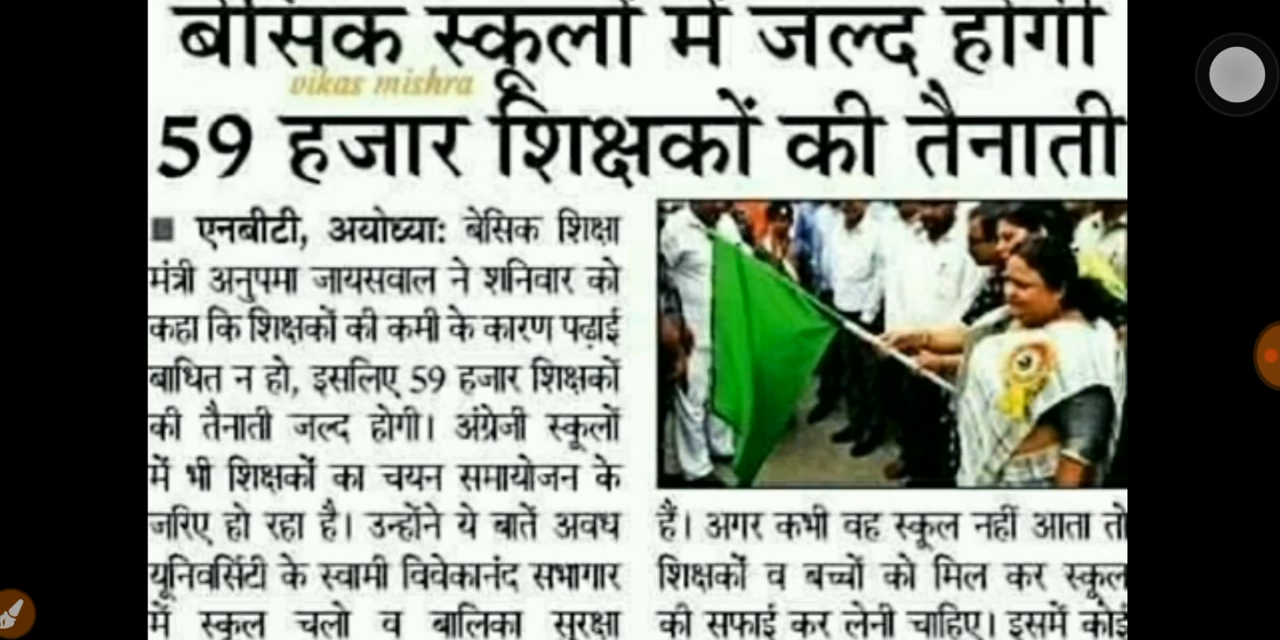 बेसिक स्कूलों में जल्द होगी
vikas mishra
59 हजार शिक्षकों की तैनाती
एनबीटी, अयोध्या: बेसिक शिक्षा
मंत्री अनुपमा जायसवाल ने शनिवार को
कहा कि शिक्षकों की कमी के कारण पढ़ाई
बाधित न हो, इसलिए 59 हजार शिक्षकों
की तैनाती जल्द होगी। अंग्रेजी स्कूलों
में भी शिक्षकों का चयन समायोजन के
जरिए हो रहा है। उन्होंने ये बातें अवध
यूनिवर्सिटी के स्वामी विवेकानंद सभागार
में स्कूल चलो व बालिका सुरक्षा
हैं। अगर कभी वह स्कूल नहीं आता तो
शिक्षकों व बच्चों को मिल कर स्कूल
की सफाई कर लेनी चाहिए। इसमें कोई